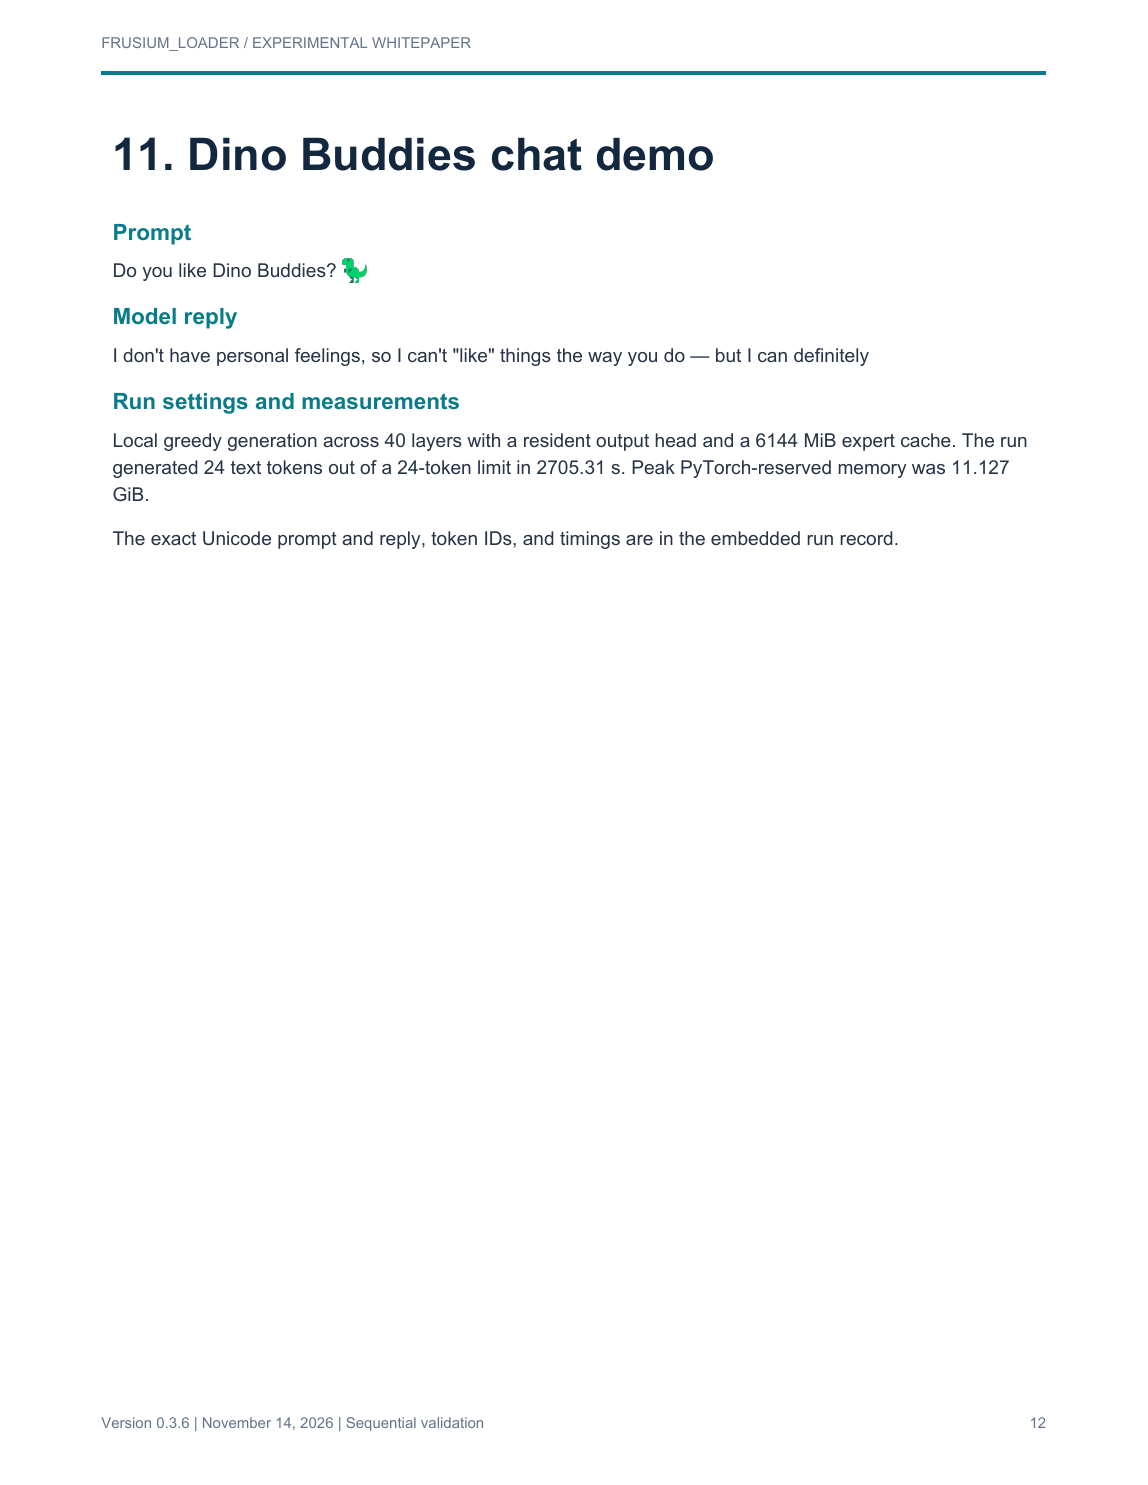 FRUSIUM_LOADER / EXPERIMENTAL WHITEPAPER
11. Dino Buddies chat demo
Prompt
Do you like Dino Buddies? 🦖
Model reply
I don't have personal feelings, so I can't "like" things the way you do — but I can definitely
Run settings and measurements
Local greedy generation across 40 layers with a resident output head and a 6144 MiB expert cache. The run
generated 24 text tokens out of a 24-token limit in 2705.31 s. Peak PyTorch-reserved memory was 11.127
GiB.
The exact Unicode prompt and reply, token IDs, and timings are in the embedded run record.
Version 0.3.6 | November 14, 2026 | Sequential validation
12